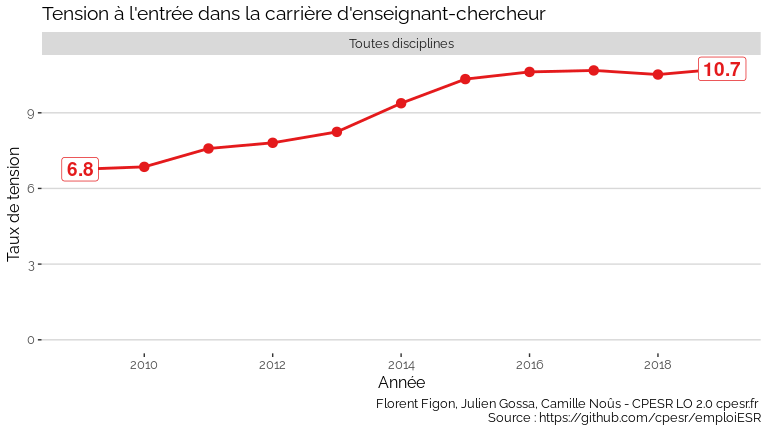 Tension à l'entrée dans la carrière d'enseignant-chercheur
Toutes disciplines
10.7
9
6.8
6
3
0
Taux de tension
2010 2012 2014 2016 2018
Année
Florent Figon, Julien Gossa, Camille Noûs - CPESR LO 2.0 cpesr.fr
Source : https://github.com/cpesr/emploiESR